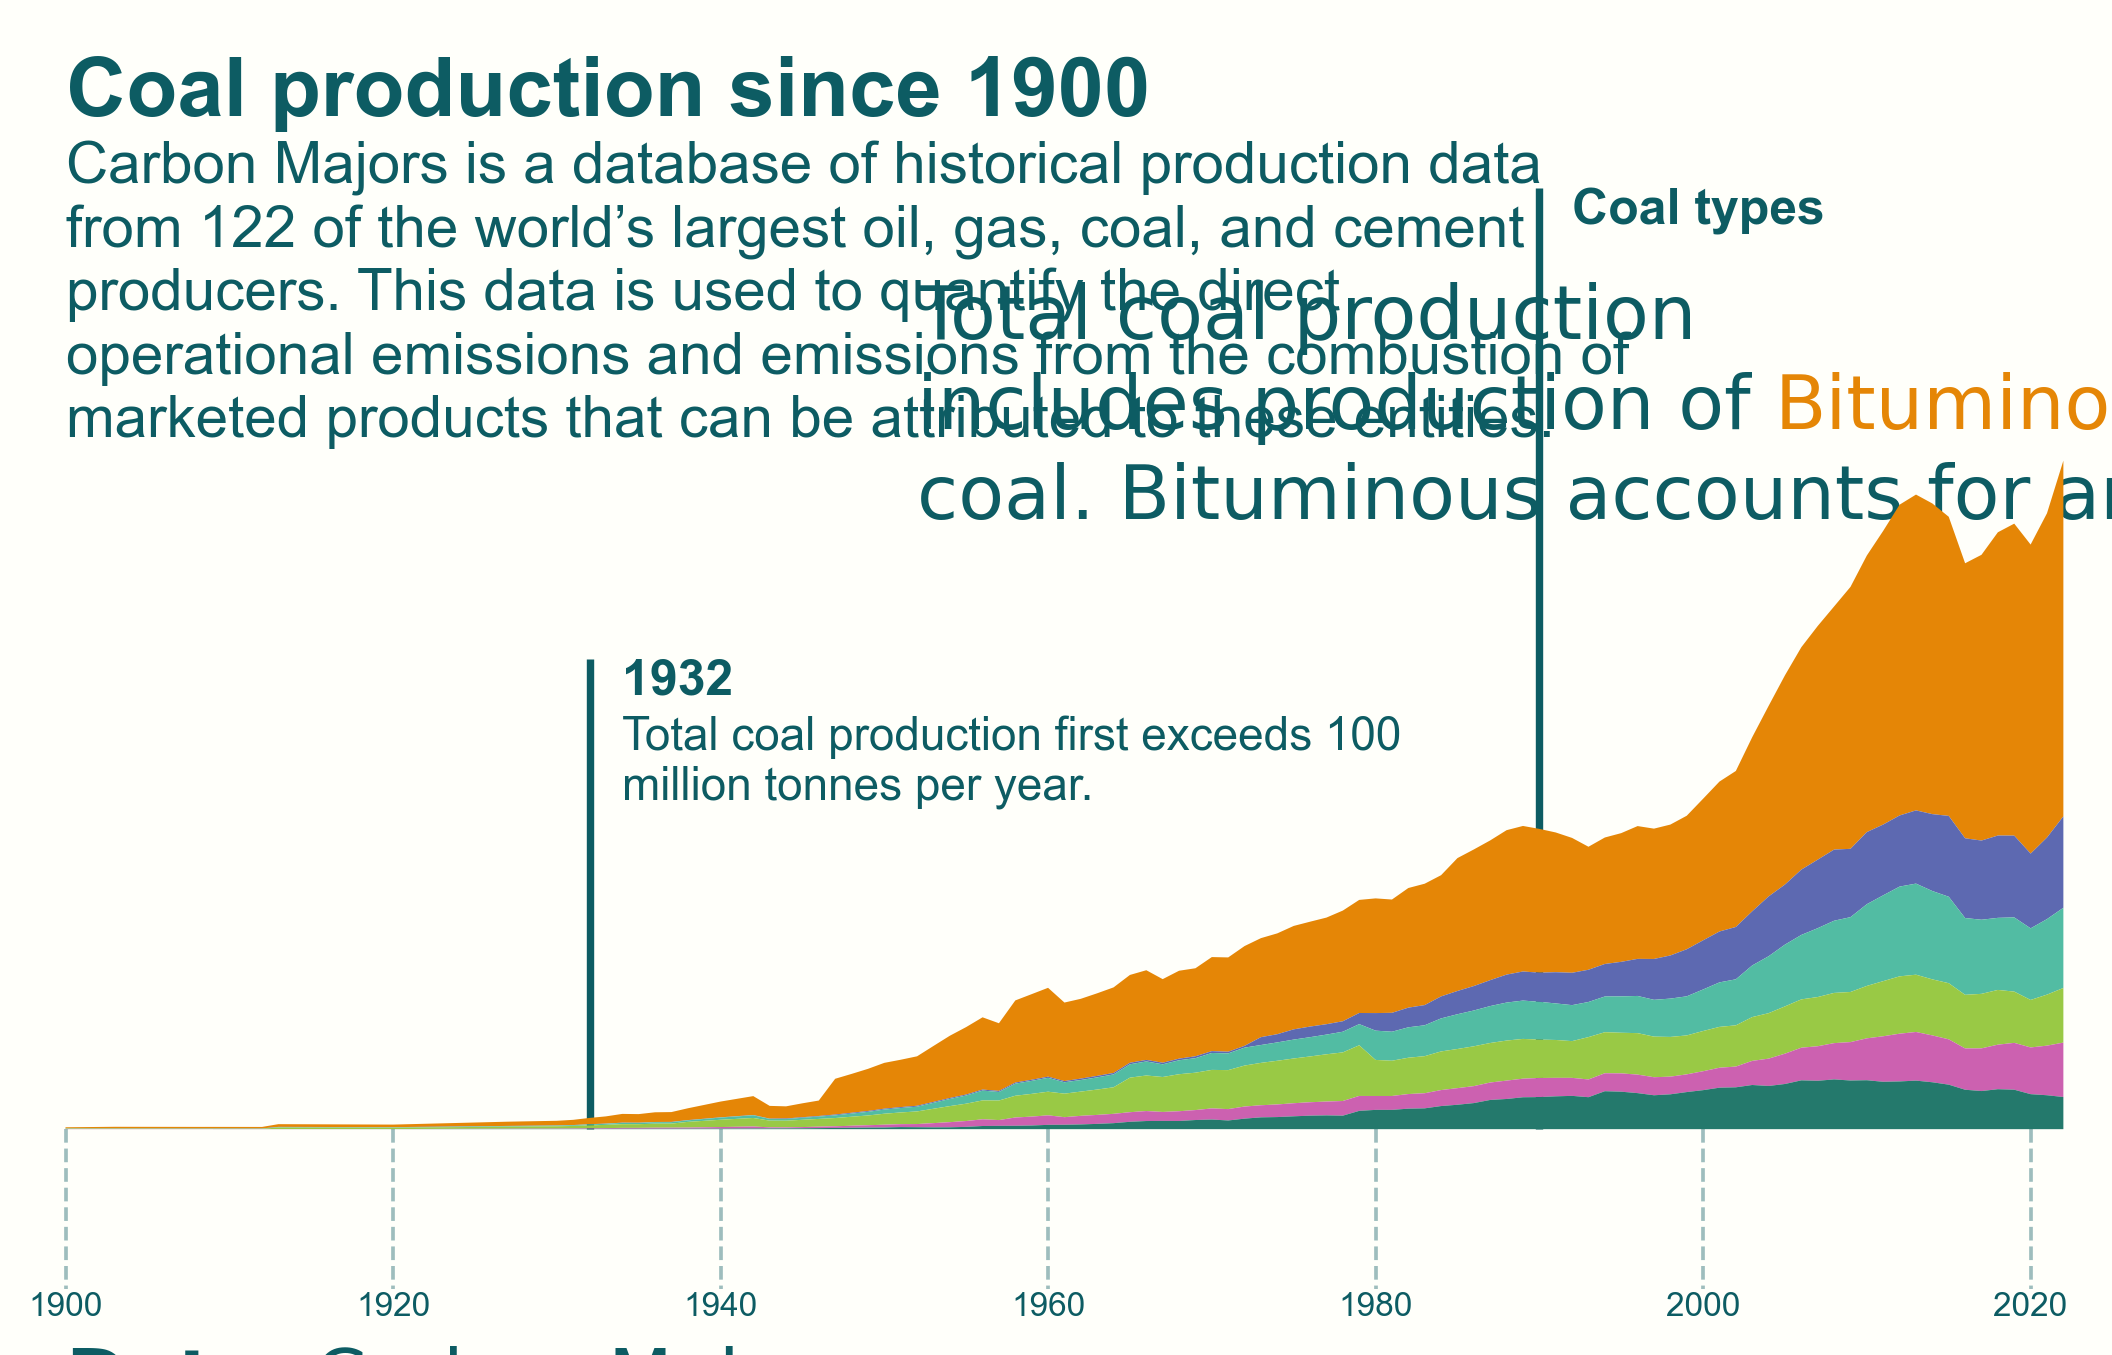 Coal production since 1900
Carbon Majors is a database of historical production data
from 122 of the world’s largest oil, gas, coal, and cement
producers. This data is used to quantify the direct
operational emissions and emissions from the combustion of
marketed products that can be attributed to these entities.
Coal types
Total coal production
includes production of Bitumino
coal. Bituminous accounts for an
1932
Total coal production first exceeds 100
million tonnes per year.
1900 1920 1940 1960 1980 2000 2020